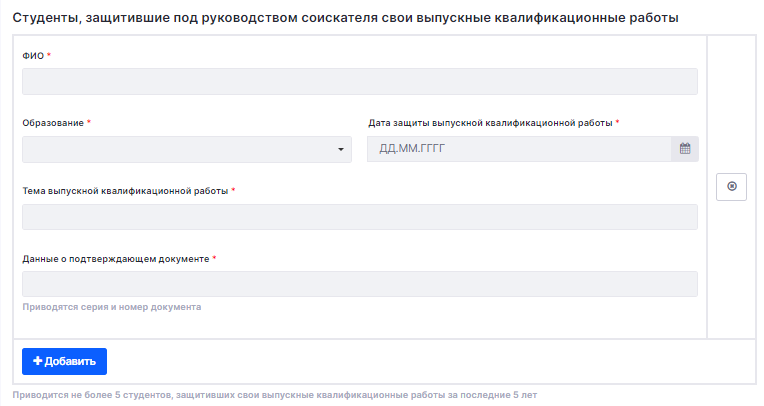 Студенты, защитившие под руководством соискателя свои выпускные квалификационные работы
ФИО *
Образование *
Дата защиты выпускной квалификационной работы *
ДД.ММ.ГГГГ
Тема выпускной квалификационной работы *
Данные о подтверждающем документе *
Приводятся серия и номер документа
Добавить
Приводится не более 5 студентов, защитивших свои выпускные квалификационные работы за последние 5 лет